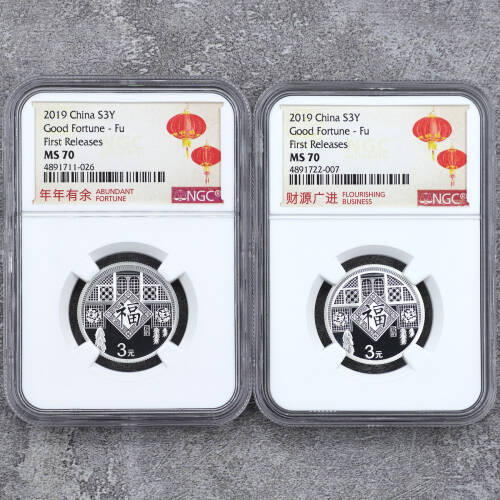 2019 China S3Y
Good Fortune - Fu
First Releases
MS 70
4891711-026
年年有余 ABUNDANT FORTUNE
NGC®
福
3元
2019 China S3Y
Good Fortune - Fu
First Releases
MS 70
4891722-007
财源广进 FLOURISHING BUSINESS
NGC®
福
3元